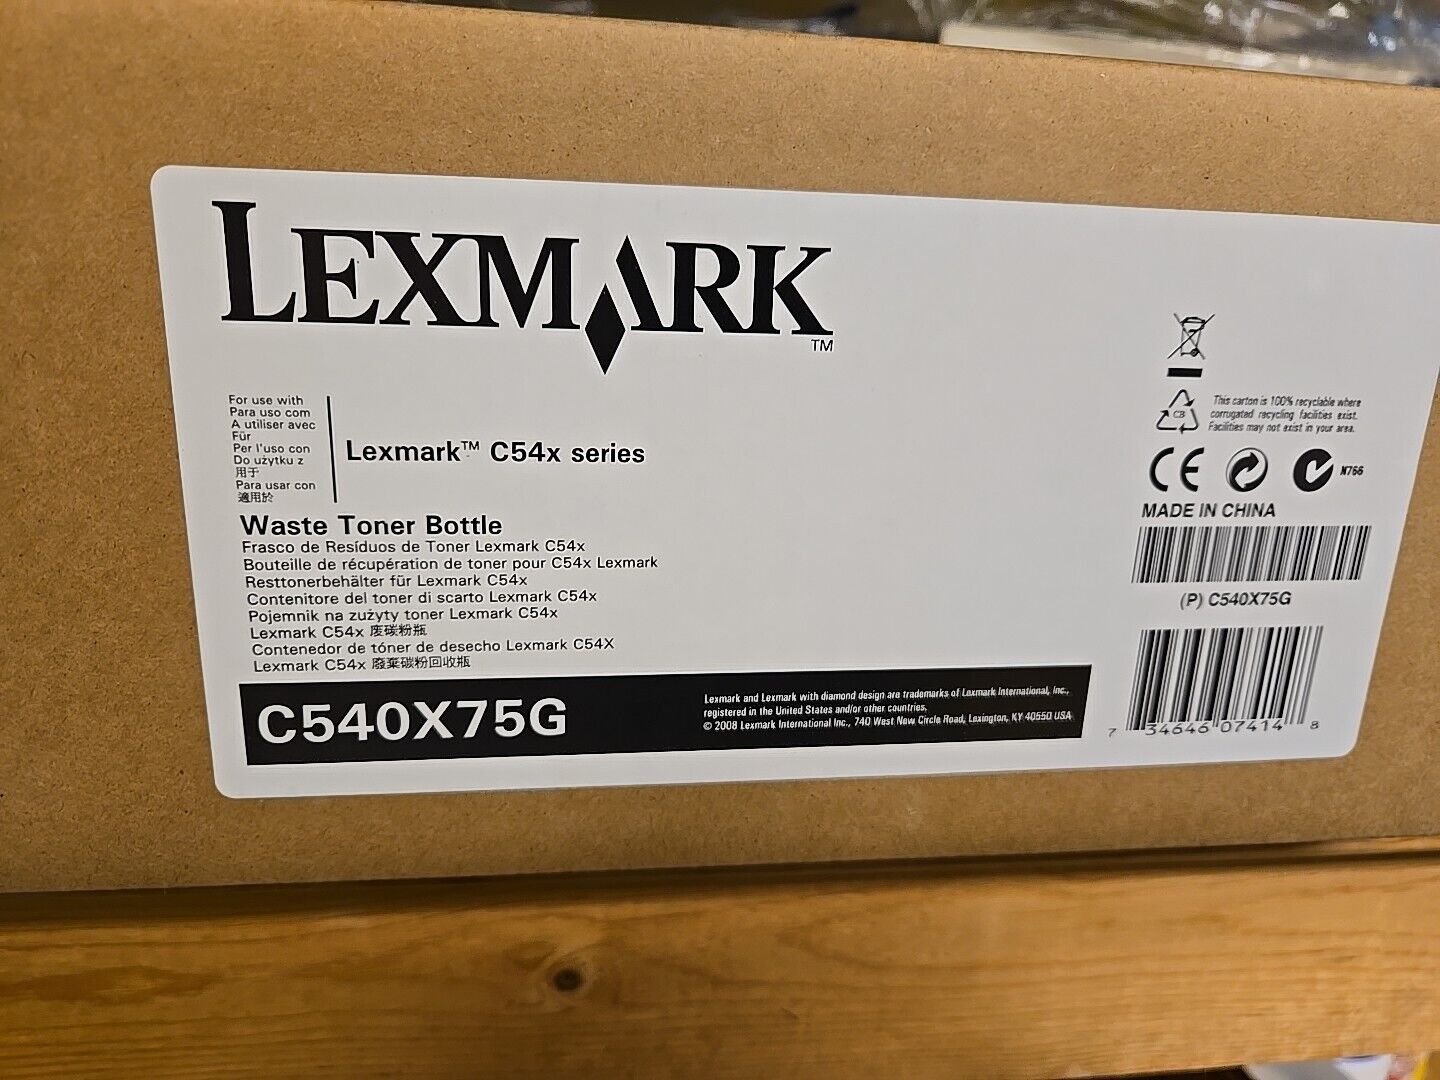 LEXMARK
TM
For use with
Para uso com
A utiliser avec
Für
Per l'uso con
Do użytku z
用于
Para usar con
適用於
Lexmark™ C54x series
Waste Toner Bottle
Frasco de Resíduos de Toner Lexmark C54x
Bouteille de récupération de toner pour C54x Lexmark
Resttonerbehälter für Lexmark C54x
Contenitore del toner di scarto Lexmark C54x
Pojemnik na zużyty toner Lexmark C54x
Lexmark C54x 废碳粉瓶
Contenedor de tóner de desecho Lexmark C54X
Lexmark C54x 廢棄碳粉回收瓶
C540X75G
Lexmark and Lexmark with diamond design are trademarks of Lexmark International, Inc.,
registered in the United States and/or other countries.
© 2008 Lexmark International Inc., 740 West New Circle Road, Lexington, KY 40550 USA
CB
This carton is 100% recyclable where
corrugated recycling facilities exist.
Facilities may not exist in your area.
CE
N766
MADE IN CHINA
(P) C540X75G
7 34646 07414 8